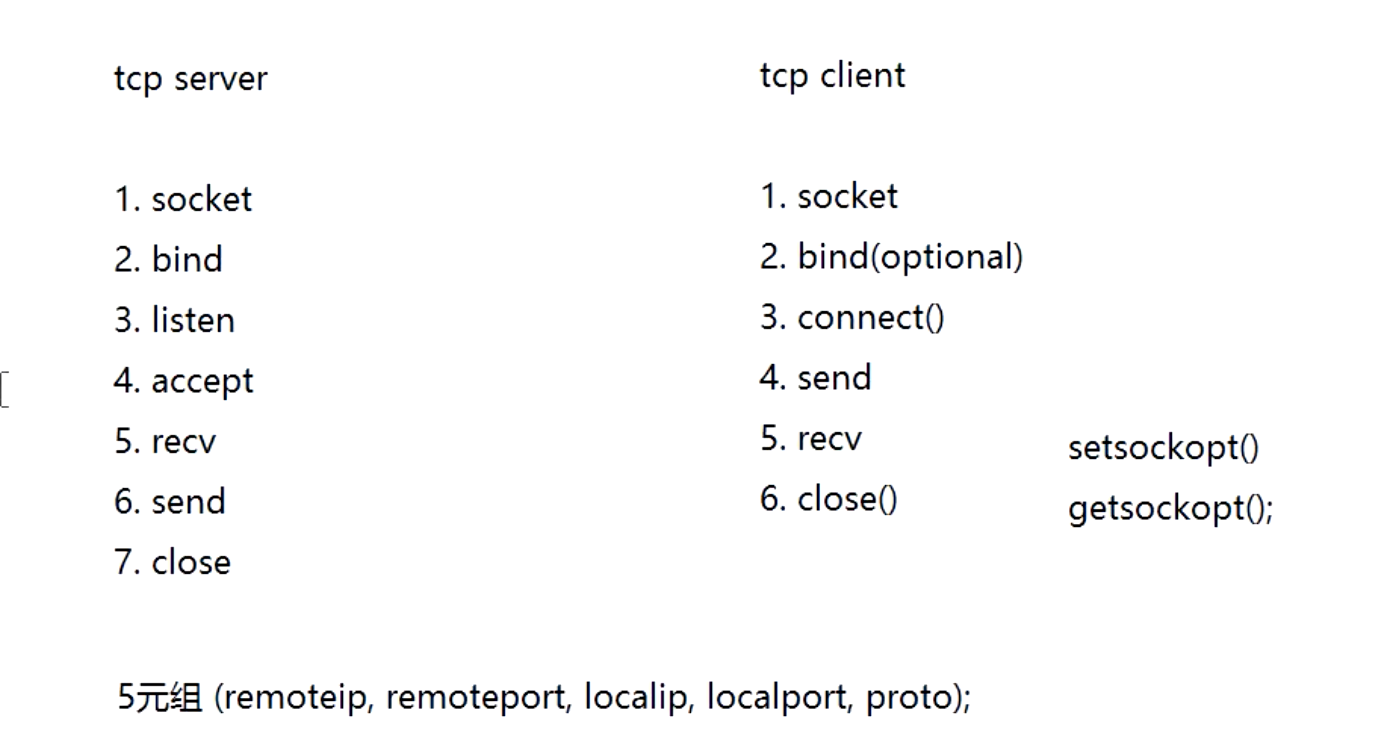 tcp server
1. socket
2. bind
3. listen
4. accept
5. recv
6. send
7. close
tcp client
1. socket
2. bind(optional)
3. connect()
4. send
5. recv
6. close()
setsockopt()
getsockopt();
5元组 (remoteip, remoteport, localip, localport, proto);